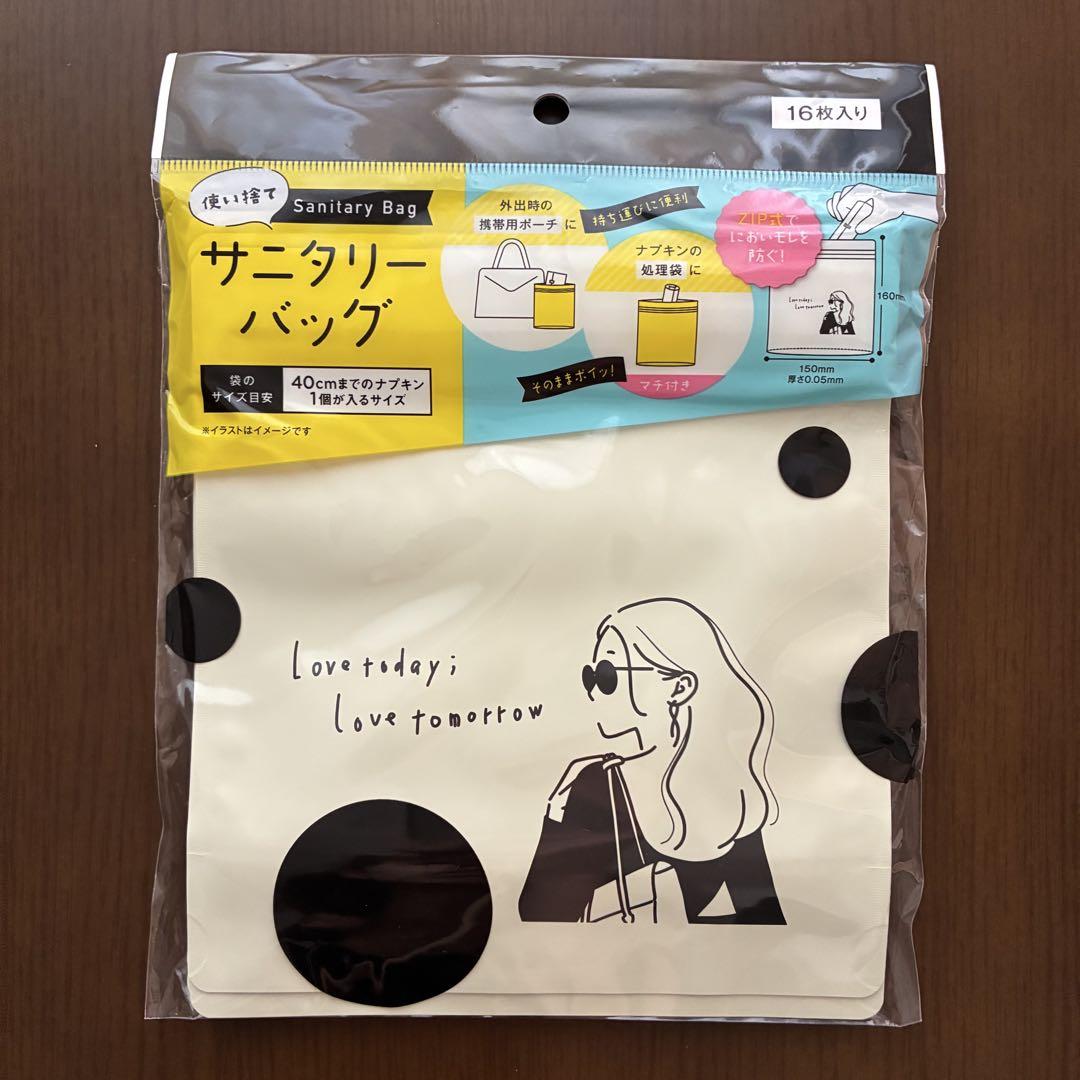 16枚入り
使い捨て
Sanitary Bag
サニタリー
バッグ
袋の
サイズ目安
40cmまでのナプキン
1個が入るサイズ
※イラストはイメージです
外出時の
携帯用ポーチに
持ち運びに便利
ナプキンの
処理袋に
そのままポイッ!
マチ付き
ZIP式で
においモレを
防ぐ!
Love today;
Love tomorrow
160mm
150mm
厚さ0.05mm
Love today;
love tomorrow